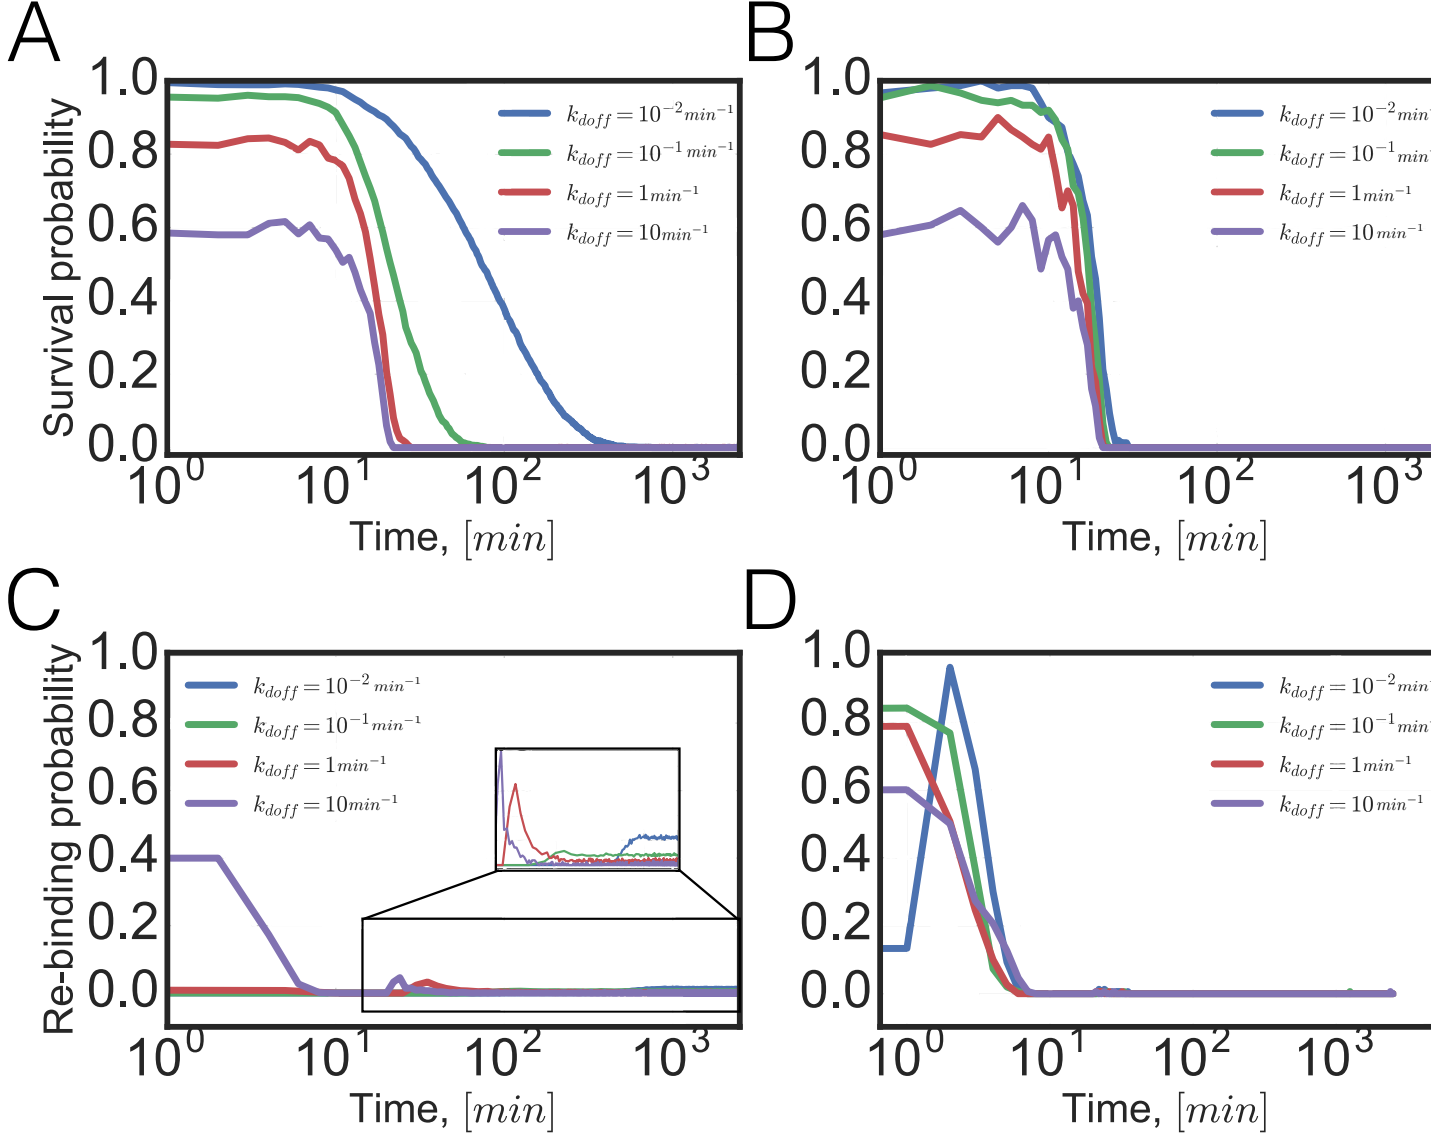 A
Survival probability
1.0
0.8
0.6
0.4
0.2
0.0
k_doff = 10^-2 min^-1
k_doff = 10^-1 min^-1
k_doff = 1 min^-1
k_doff = 10 min^-1
10^0 10^1 10^2 10^3
Time, [min]
B
1.0
0.8
0.6
0.4
0.2
0.0
k_doff = 10^-2 min^-
k_doff = 10^-1 min^-
k_doff = 1 min^-1
k_doff = 10 min^-1
10^0 10^1 10^2 10^3
Time, [min]
C
Re-binding probability
1.0
0.8
0.6
0.4
0.2
0.0
k_doff = 10^-2 min^-1
k_doff = 10^-1 min^-1
k_doff = 1 min^-1
k_doff = 10 min^-1
10^0 10^1 10^2 10^3
Time, [min]
D
1.0
0.8
0.6
0.4
0.2
0.0
k_doff = 10^-2 min^-
k_doff = 10^-1 min^-
k_doff = 1 min^-1
k_doff = 10 min^-1
10^0 10^1 10^2 10^3
Time, [min]